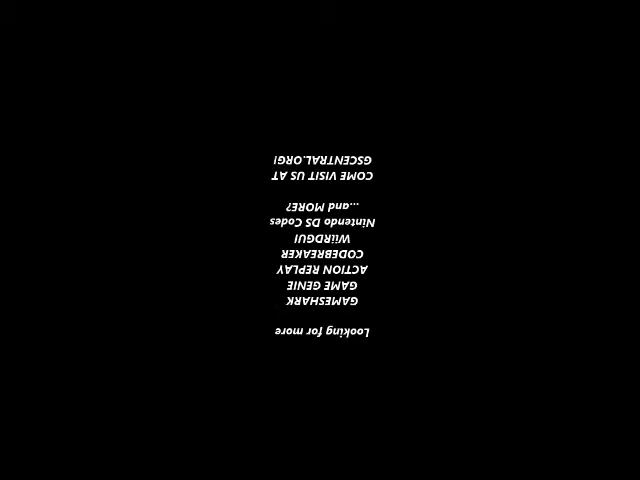 Looking for more
GAMESHARK
GAME GENIE
ACTION REPLAY
CODEBREAKER
WiiRDGUI
Nintendo DS Codes
...and MORE?
COME VISIT US AT
GSCENTRAL.ORG!